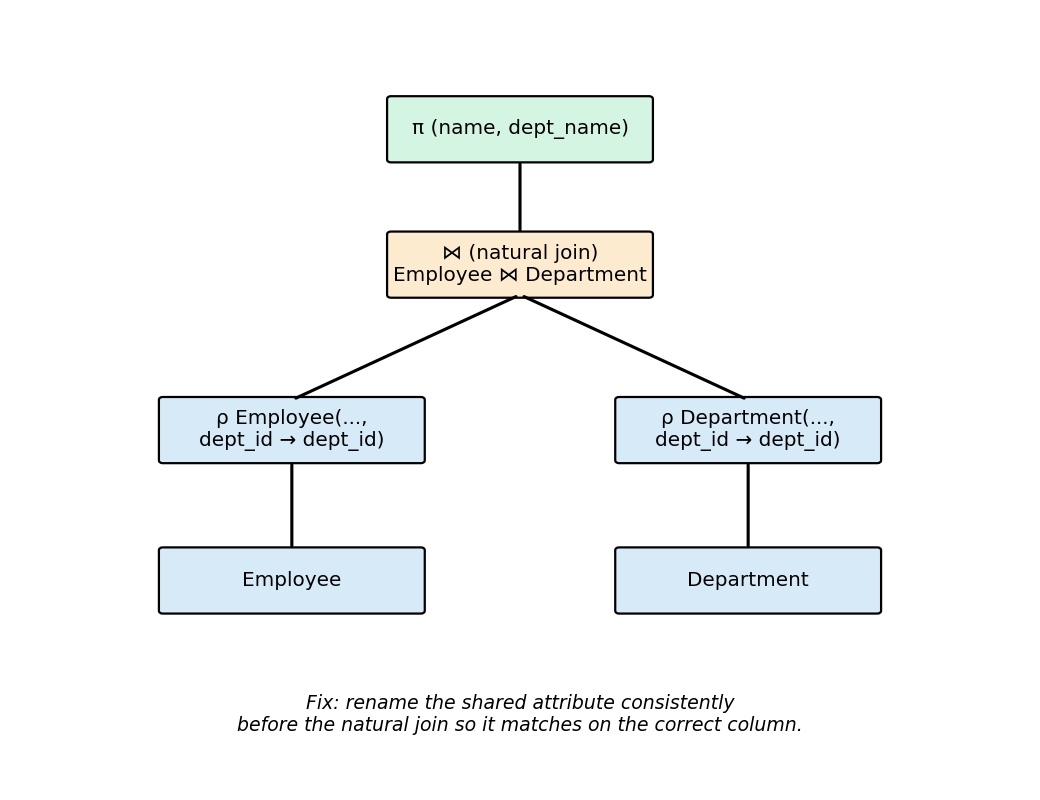 π (name, dept_name)
⋈ (natural join)
Employee ⋈ Department
ρ Employee(...,
dept_id → dept_id)
ρ Department(...,
dept_id → dept_id)
Employee
Department
Fix: rename the shared attribute consistently
before the natural join so it matches on the correct column.